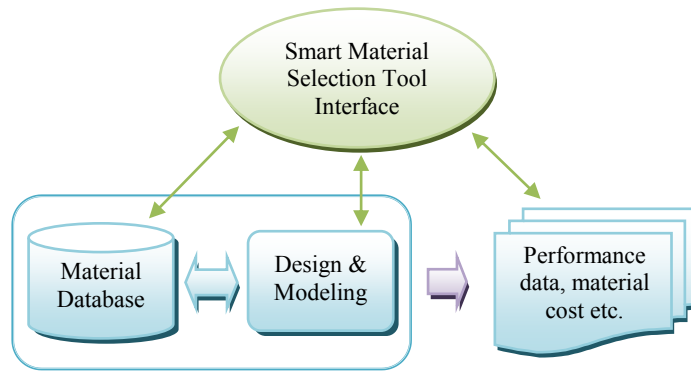 Smart Material
Selection Tool
Interface
Material
Database
Design &
Modeling
Performance
data, material
cost etc.